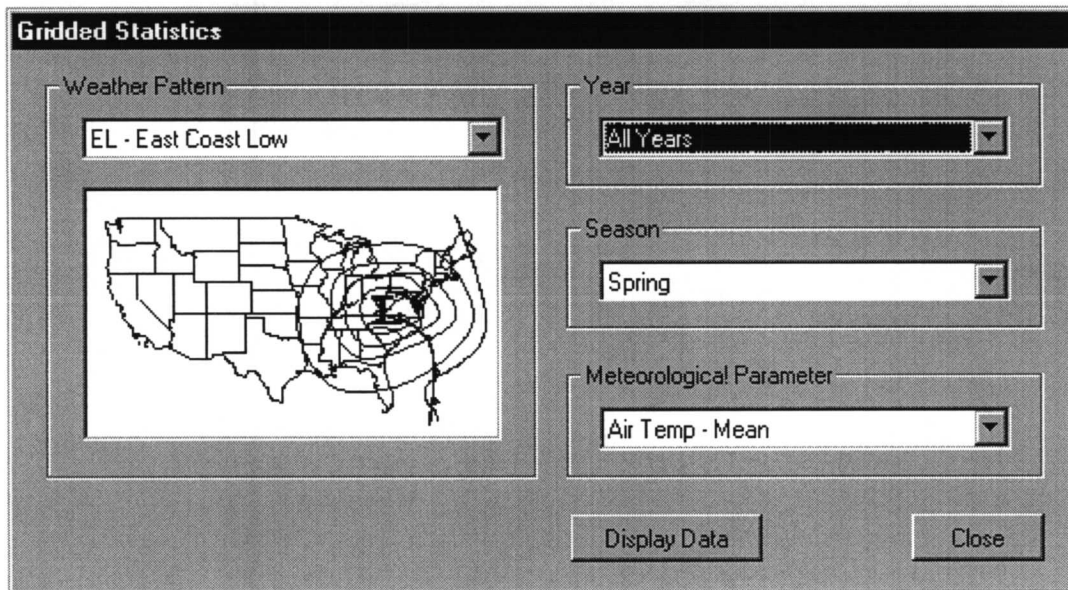 Gridded Statistics
Weather Pattern
EL - East Coast Low
L
Year
All Years
Season
Spring
Meteorological Parameter
Air Temp - Mean
Display Data
Close